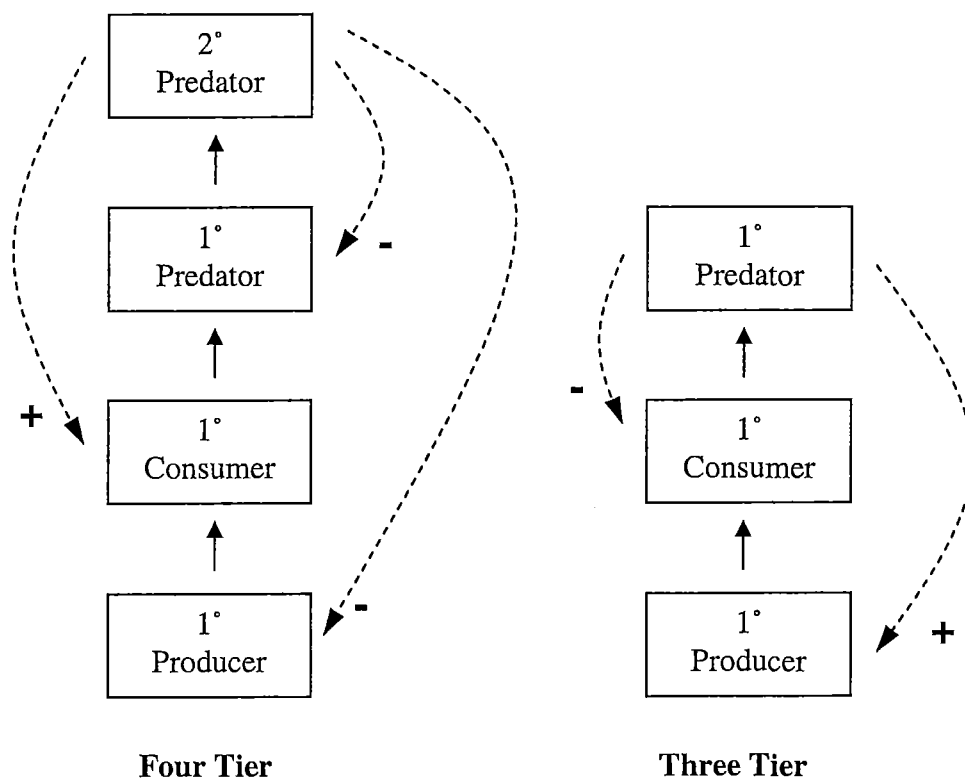 2°
Predator
1°
Predator
-
+
1°
Consumer
1°
Producer
-
Four Tier
1°
Predator
-
1°
Consumer
1°
Producer
+
Three Tier